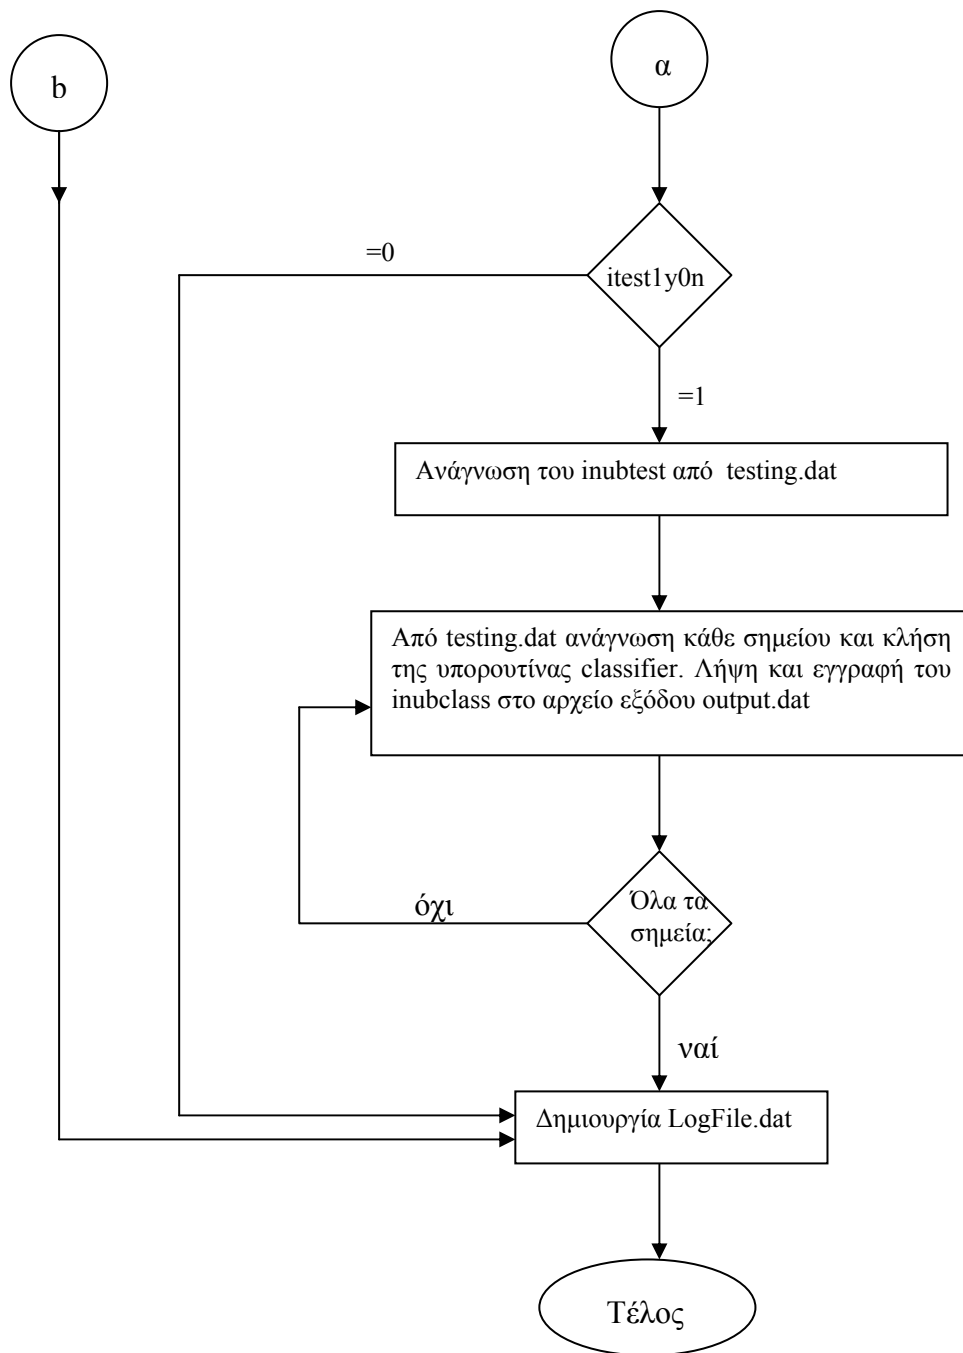 b
α
=0
itest1y0n
=1
Ανάγνωση του inubtest από testing.dat
Από testing.dat ανάγνωση κάθε σημείου και κλήση
της υπορουτίνας classifier. Λήψη και εγγραφή του
inubclass στο αρχείο εξόδου output.dat
όχι
Όλα τα
σημεία;
ναί
Δημιουργία LogFile.dat
Τέλος